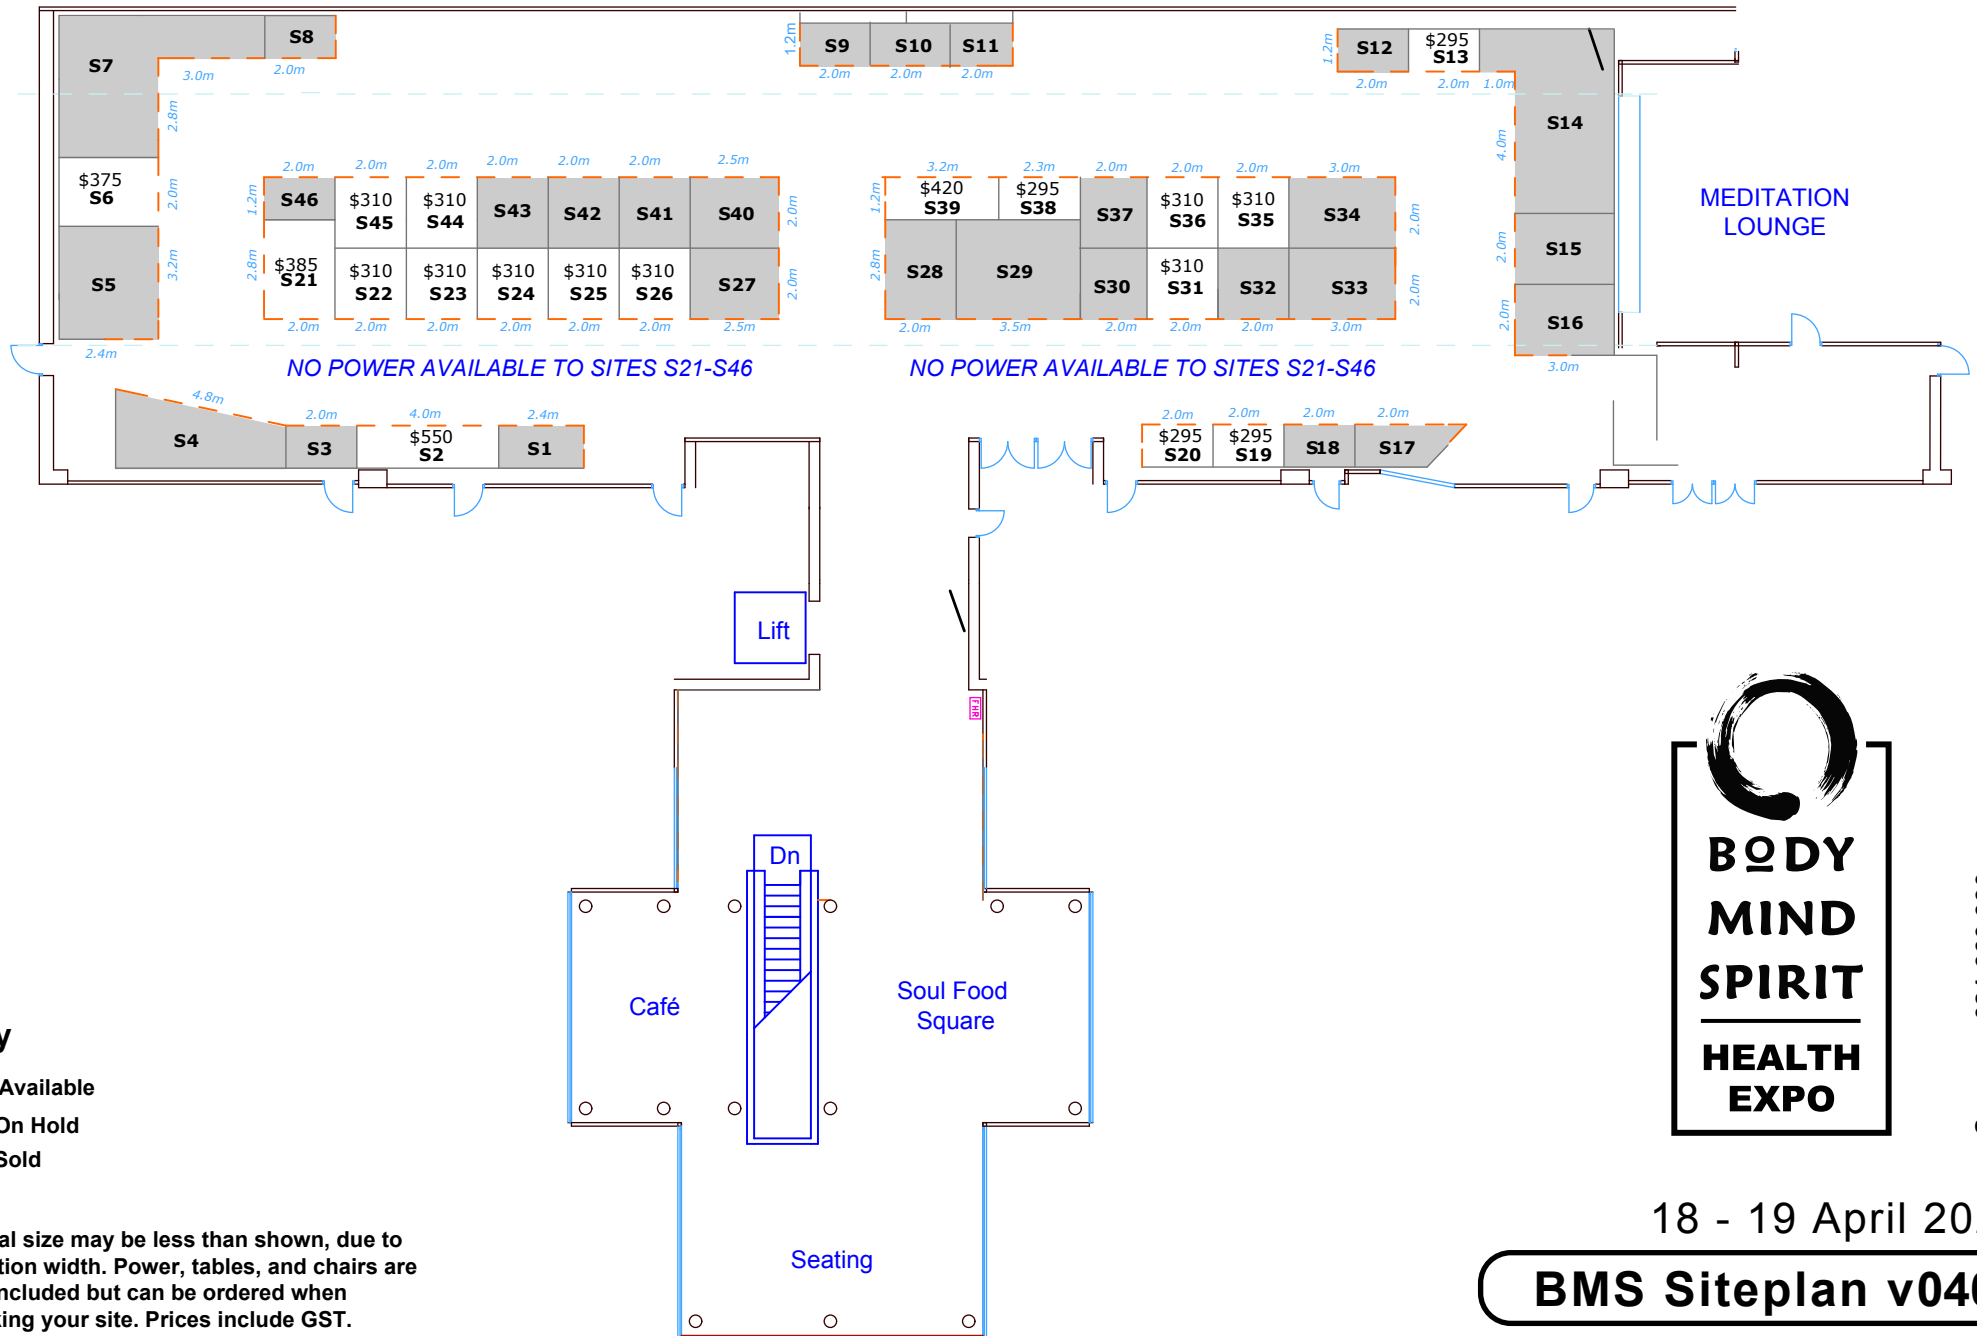 S7
S8
3.0m
2.0m
2.8m
$375
S6
2.0m
S5
3.2m
2.4m
1.2m
S9
S10
S11
2.0m
2.0m
2.0m
1.2m
S12
$295
S13
2.0m
2.0m
1.0m
S14
4.0m
S15
2.0m
S16
2.0m
3.0m
MEDITATION
LOUNGE
2.0m
2.0m
2.0m
2.0m
2.0m
2.0m
2.5m
1.2m
S46
$310
S45
$310
S44
S43
S42
S41
S40
2.0m
2.8m
$385
S21
$310
S22
$310
S23
$310
S24
$310
S25
$310
S26
S27
2.0m
2.0m
2.0m
2.0m
2.0m
2.0m
2.0m
2.5m
3.2m
2.3m
2.0m
2.0m
2.0m
3.0m
1.2m
$420
S39
$295
S38
S37
$310
S36
$310
S35
S34
2.0m
2.8m
S28
S29
S30
$310
S31
S32
S33
2.0m
2.0m
3.5m
2.0m
2.0m
2.0m
3.0m
NO POWER AVAILABLE TO SITES S21-S46
NO POWER AVAILABLE TO SITES S21-S46
4.8m
2.0m
4.0m
2.4m
S4
S3
$550
S2
S1
2.0m
2.0m
2.0m
2.0m
$295
S20
$295
S19
S18
S17
Lift
FHR
Dn
Café
Soul Food
Square
Seating
BODY
MIND
SPIRIT
HEALTH
EXPO
Available
On Hold
Sold
size may be less than shown, due to
width. Power, tables, and chairs are
included but can be ordered when
your site. Prices include GST.
18 - 19 April
BMS Siteplan